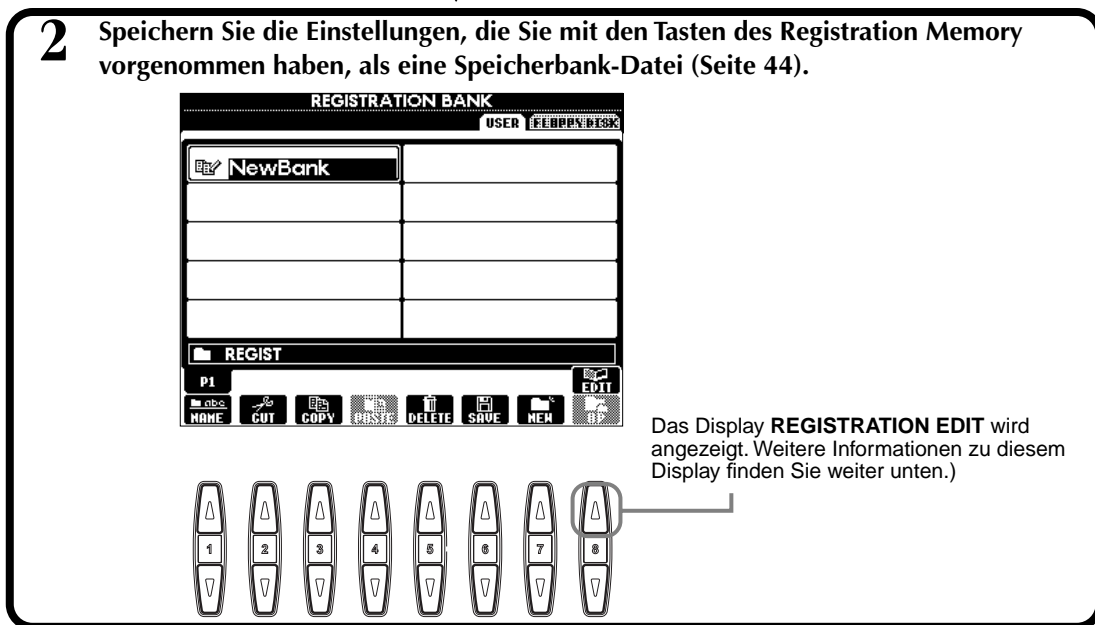 2 Speichern Sie die Einstellungen, die Sie mit den Tasten des Registration Memory
vorgenommen haben, als eine Speicherbank-Datei (Seite 44).
REGISTRATION BANK
USER FLOPPY DISK
NewBank
REGIST
P1 EDIT
abc
NAME CUT COPY PASTE DELETE SAVE NEW UP
Das Display REGISTRATION EDIT wird
angezeigt. Weitere Informationen zu diesem
Display finden Sie weiter unten.)
1 2 3 4 5 6 7 8